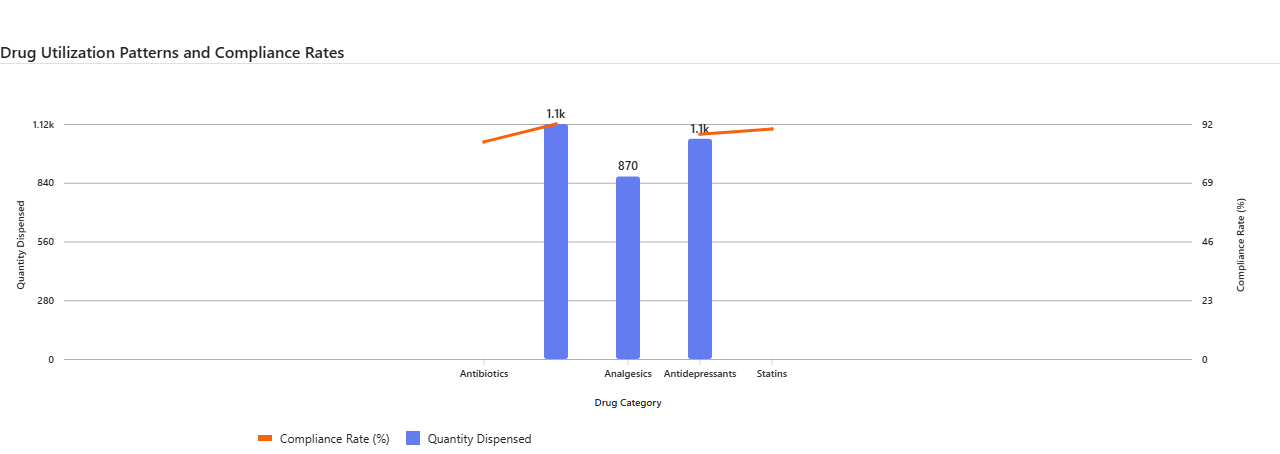 Drug Utilization Patterns and Compliance Rates
1.1k
1.1k
870
1.12k
840
560
280
0
92
69
46
23
0
Quantity Dispensed
Compliance Rate (%)
Antibiotics
Analgesics
Antidepressants
Statins
Drug Category
Compliance Rate (%)
Quantity Dispensed